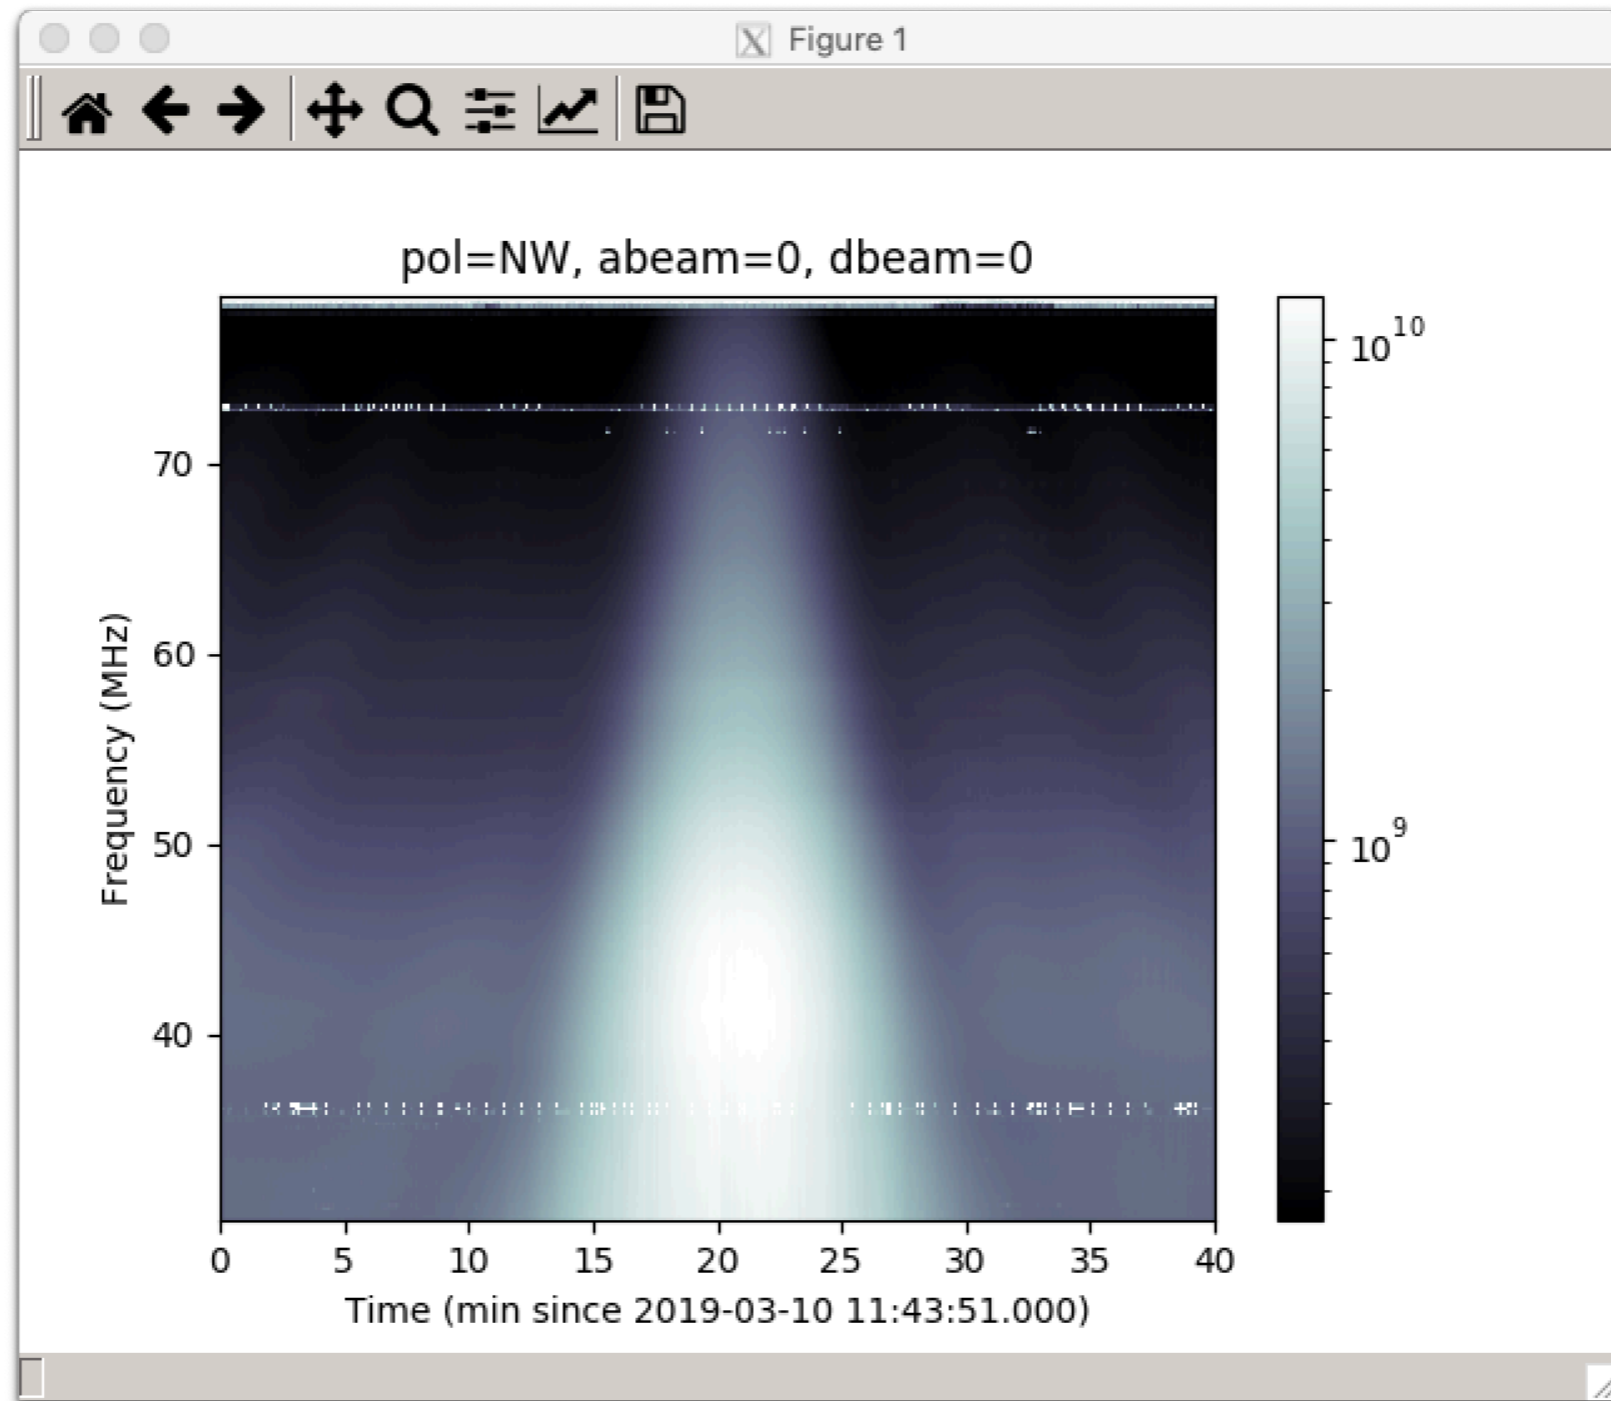 Figure 1
pol=NW, abeam=0, dbeam=0
Frequency (MHz)
70
60
50
40
0 5 10 15 20 25 30 35 40
Time (min since 2019-03-10 11:43:51.000)
10^10
10^9